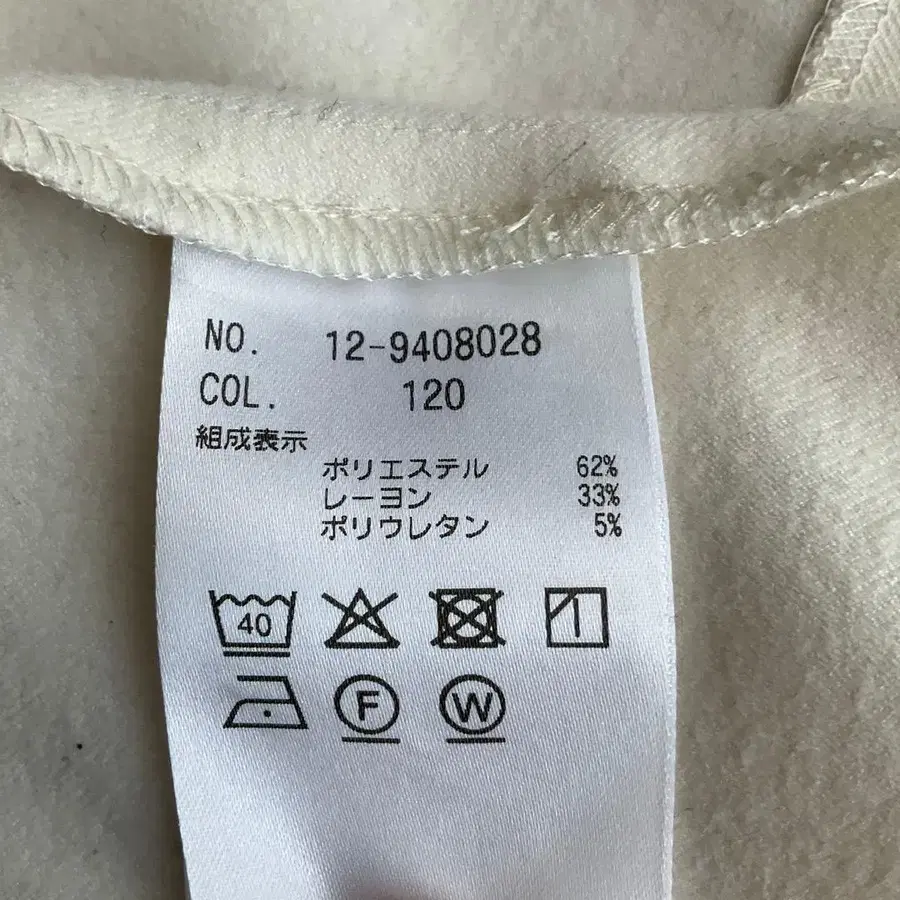 NO. 12-9408028
COL. 120
組成表示
ポリエステル 62%
レーヨン 33%
ポリウレタン 5%
40
F W